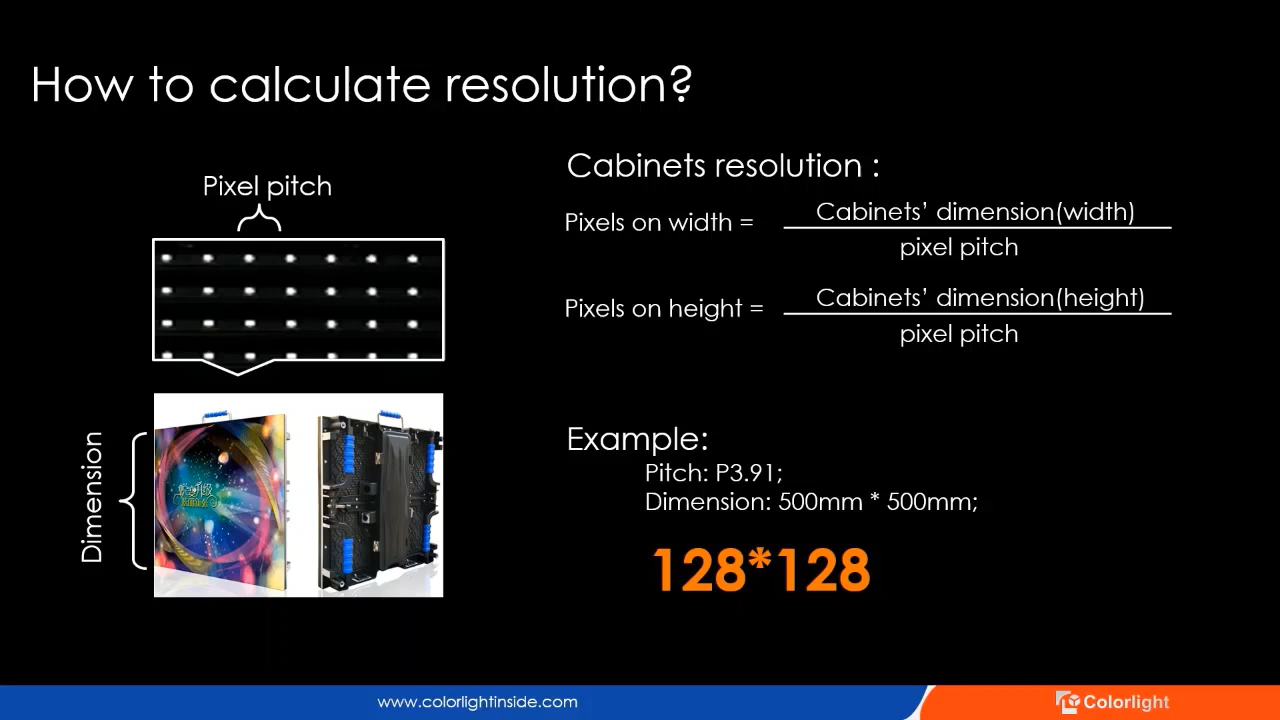 How to calculate resolution?
Pixel pitch
Dimension
Cabinets resolution :
Pixels on width =
Cabinets’ dimension(width)
pixel pitch
Pixels on height =
Cabinets’ dimension(height)
pixel pitch
Example:
Pitch: P3.91;
Dimension: 500mm * 500mm;
128*128
www.colorlightinside.com
Colorlight